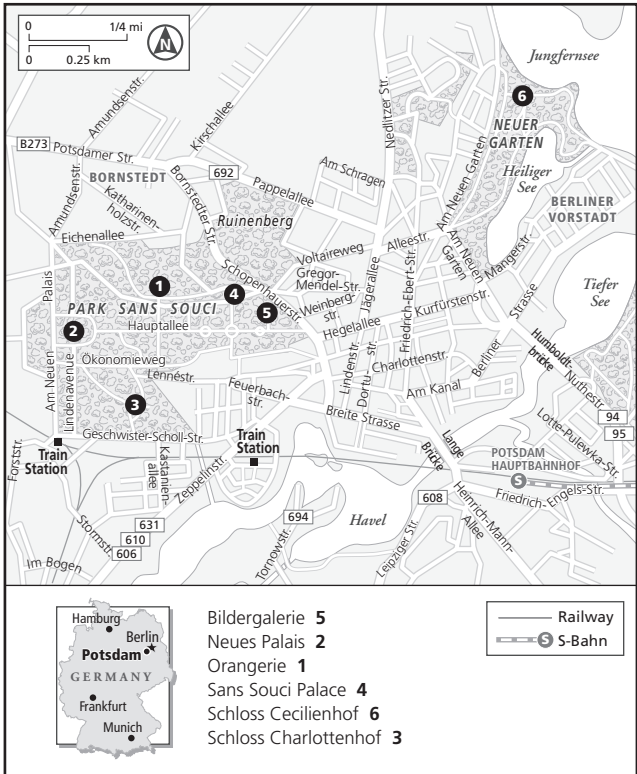 0 1/4 mi
0 0.25 km
N
Jungfernsee
6
NEUER
GARTEN
Heiliger
See
BERLINER
VORSTADT
Tiefer
See
Amundsenstr.
Kirschallee
Nedlitzer Str.
B273
Potsdamer Str.
BORNSTEDT
692
Pappelallee
Am Schragen
Amundsenstr.
Katharinen-
holzstr.
Bornstedter Str.
Ruinenberg
Eichenallee
Voltaireweg
Alleestr.
Am Neuen Garten
Am Neuen
Garten
Mangerstr.
Schopenhauerstr.
Gregor-
Mendel-Str.
Weinberg-
str.
Jägerallee
Friedrich-Ebert-Str.
Kurfürstenstr.
Hegelallee
1
4
5
PARK SANS SOUCI
2
Hauptallee
Palais
Am Neuen
Lindenavenue
Ökonomieweg
Lennéstr.
3
Feuerbach-
str.
Lindenstr.
Dortu
str.
Charlottenstr.
Am Kanal
Berliner
Strasse
Humboldt-
brücke
Nuthestr.
94
95
Lotte-Pulewka-Str.
Breite Strasse
Geschwister-Scholl-Str.
Train
Station
Train
Station
Forststr.
Kastanien-
allee
Zeppelinstr.
Lange
Brücke
POTSDAM
HAUPTBAHNHOF
S
Friedrich-Engels-Str.
608
Heinrich-Mann-
Allee
Leipziger Str.
Havel
694
Tornowstr.
631
610
606
Stormstr.
Im Bogen
Hamburg
Berlin
Potsdam
GERMANY
Frankfurt
Munich
Bildergalerie 5
Neues Palais 2
Orangerie 1
Sans Souci Palace 4
Schloss Cecilienhof 6
Schloss Charlottenhof 3
Railway
S S-Bahn